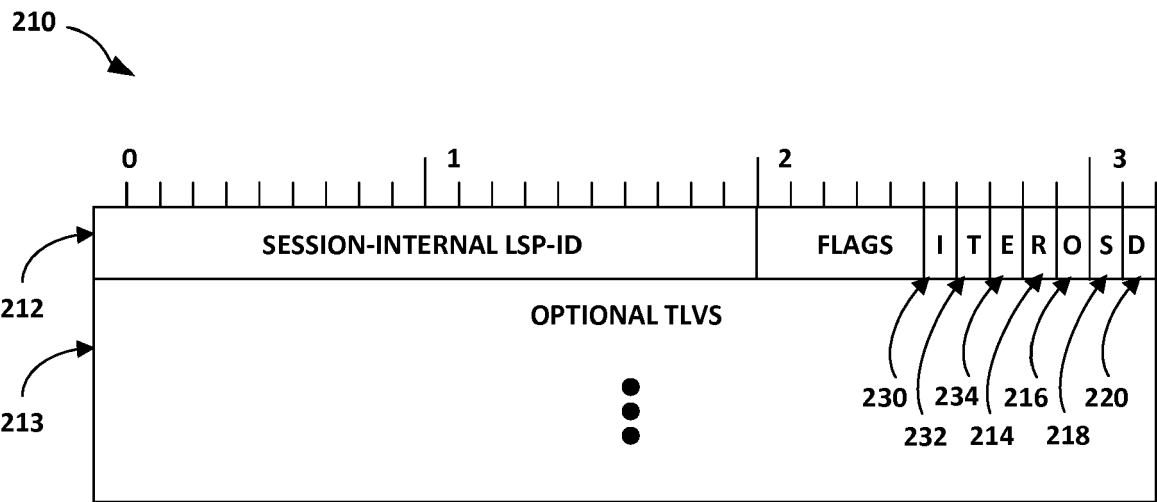 210
0 1 2 3
SESSION-INTERNAL LSP-ID FLAGS I T E R O S D
212
OPTIONAL TLVS
213
230 234 216 220
232 214 218